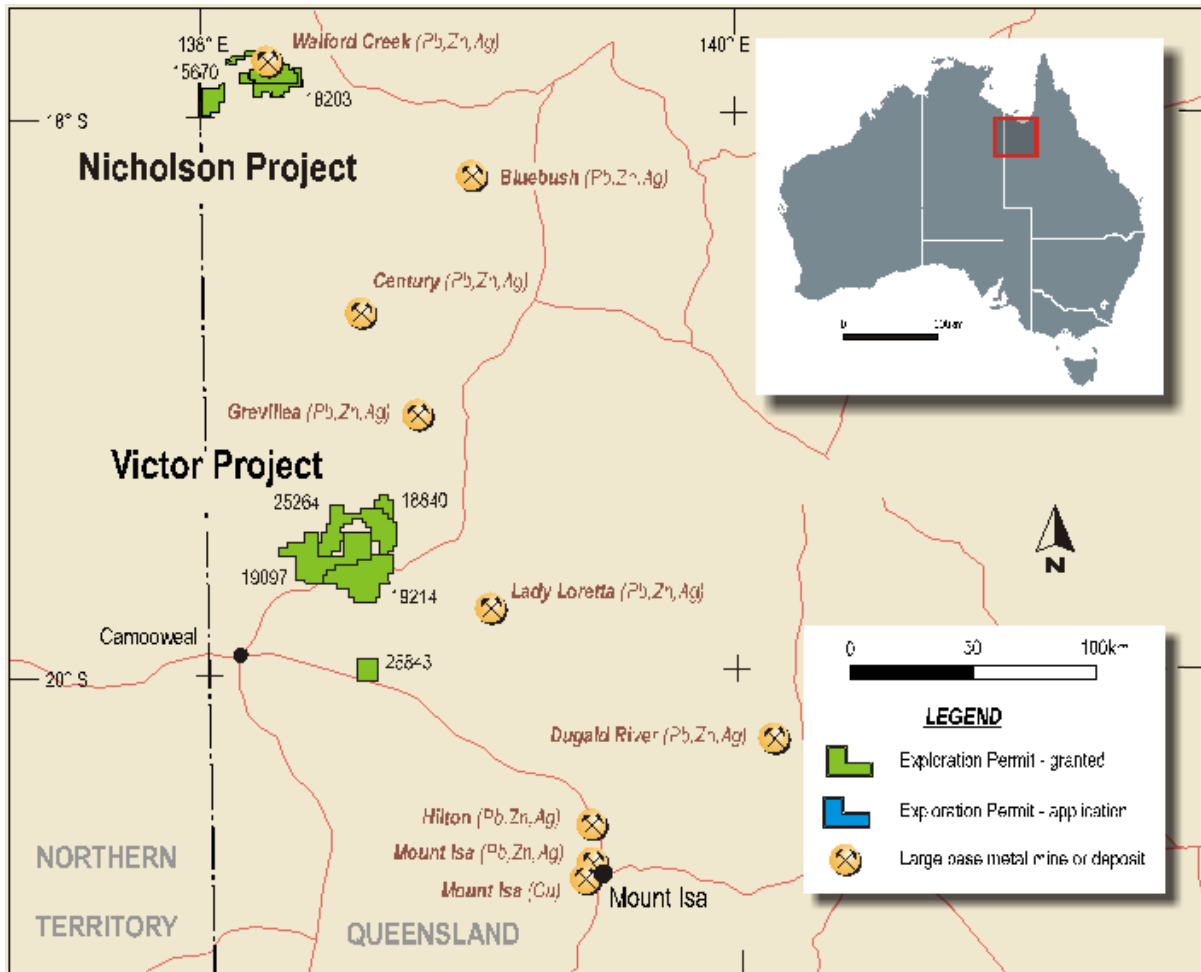 138° E
Walford Creek (Pb,Zn,Ag)
140° E
15670
18203
18° S
Nicholson Project
Bluebush (Pb,Zn,Ag)
Century (Pb,Zn,Ag)
Grevillea (Pb,Zn,Ag)
Victor Project
25264
18840
19097
19214
Lady Loretta (Pb,Zn,Ag)
Camooweal
20° S
Dugald River (Pb,Zn,Ag)
Hilton (Pb,Zn,Ag)
Mount Isa (Pb,Zn,Ag)
Mount Isa (Cu)
Mount Isa
NORTHERN
TERRITORY
QUEENSLAND
0
N
0 50 100km
LEGEND
Exploration Permit - granted
Exploration Permit - application
Large base metal mine or deposit